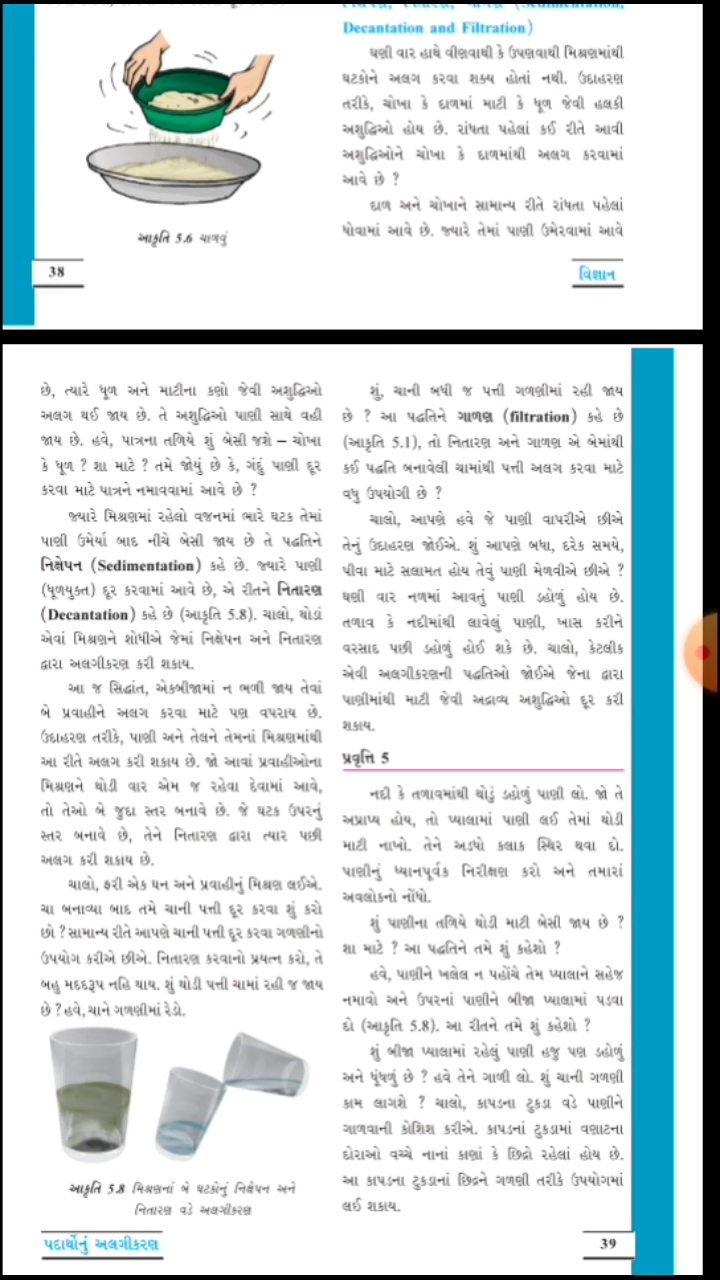 Decantation and Filtration)
ઘણી વાર હાથે વીણવાથી કે ઉપણવાથી મિશ્રણમાંથી
ઘટકોને અલગ કરવા શક્ય હોતાં નથી. ઉદાહરણ
તરીકે, ચોખા કે દાળમાં માટી કે ધૂળ જેવી હલકી
અશુદ્ધિઓ હોય છે. રાંધતા પહેલાં કઈ રીતે આવી
અશુદ્ધિઓને ચોખા કે દાળમાંથી અલગ કરવામાં
આવે છે ?
દાળ અને ચોખાને સામાન્ય રીતે રાંધતા પહેલાં
ધોવામાં આવે છે. જ્યારે તેમાં પાણી ઉમેરવામાં આવે
આકૃતિ 5.6 ચાળવું
38
વિજ્ઞાન
છે, ત્યારે ધૂળ અને માટીના કણો જેવી અશુદ્ધિઓ
અલગ થઈ જાય છે. તે અશુદ્ધિઓ પાણી સાથે વહી
જાય છે. હવે, પાત્રના તળિયે શું બેસી જશે – ચોખા
કે ધૂળ ? શા માટે ? તમે જોયું છે કે, ગંદું પાણી દૂર
કરવા માટે પાત્રને નમાવવામાં આવે છે ?
જ્યારે મિશ્રણમાં રહેલો વજનમાં ભારે ઘટક તેમાં
પાણી ઉમેર્યા બાદ નીચે બેસી જાય છે તે પદ્ધતિને
નિક્ષેપન (Sedimentation) કહે છે. જ્યારે પાણી
(ધૂળયુક્ત) દૂર કરવામાં આવે છે, એ રીતને નિતારણ
(Decantation) કહે છે (આકૃતિ 5.8). ચાલો, થોડાં
એવાં મિશ્રણને શોધીએ જેમાં નિક્ષેપન અને નિતારણ
દ્વારા અલગીકરણ કરી શકાય.
આ જ સિદ્ધાંત, એકબીજામાં ન ભળી જાય તેવાં
બે પ્રવાહીને અલગ કરવા માટે પણ વપરાય છે.
ઉદાહરણ તરીકે, પાણી અને તેલને તેમનાં મિશ્રણમાંથી
આ રીતે અલગ કરી શકાય છે. જો આવાં પ્રવાહીઓના
મિશ્રણને થોડી વાર એમ જ રહેવા દેવામાં આવે,
તો તેઓ બે જુદા સ્તર બનાવે છે. જે ઘટક ઉપરનું
સ્તર બનાવે છે, તેને નિતારણ દ્વારા ત્યાર પછી
અલગ કરી શકાય છે.
ચાલો, ફરી એક ઘન અને પ્રવાહીનું મિશ્રણ લઈએ.
ચા બનાવ્યા બાદ તમે ચાની પત્તી દૂર કરવા શું કરો
છો ? સામાન્ય રીતે આપણે ચાની પત્તી દૂર કરવા ગળણીનો
ઉપયોગ કરીએ છીએ. નિતારણ કરવાનો પ્રયત્ન કરો, તે
બહુ મદદરૂપ નહિ થાય. શું થોડી પત્તી ચામાં રહી જ જાય
છે ? હવે, ચાને ગળણીમાં રેડો.
આકૃતિ 5.8 મિશ્રણનાં બે ઘટકોનું નિક્ષેપન અને
નિતારણ વડે અલગીકરણ
શું, ચાની બધી જ પત્તી ગળણીમાં રહી જાય
છે ? આ પદ્ધતિને ગાળણ (filtration) કહે છે
(આકૃતિ 5.1), તો નિતારણ અને ગાળણ એ બેમાંથી
કઈ પદ્ધતિ બનાવેલી ચામાંથી પત્તી અલગ કરવા માટે
વધુ ઉપયોગી છે ?
ચાલો, આપણે હવે જે પાણી વાપરીએ છીએ
તેનું ઉદાહરણ જોઈએ. શું આપણે બધા, દરેક સમયે,
પીવા માટે સલામત હોય તેવું પાણી મેળવીએ છીએ ?
ઘણી વાર નળમાં આવતું પાણી ડહોળું હોય છે.
તળાવ કે નદીમાંથી લાવેલું પાણી, ખાસ કરીને
વરસાદ પછી ડહોળું હોઈ શકે છે. ચાલો, કેટલીક
એવી અલગીકરણની પદ્ધતિઓ જોઈએ જેના દ્વારા
પાણીમાંથી માટી જેવી અદ્રાવ્ય અશુદ્ધિઓ દૂર કરી
શકાય.
પ્રવૃત્તિ 5
નદી કે તળાવમાંથી થોડું ડહોળું પાણી લો. જો તે
અપ્રાપ્ય હોય, તો પ્યાલામાં પાણી લઈ તેમાં થોડી
માટી નાખો. તેને અડધો કલાક સ્થિર થવા દો.
પાણીનું ધ્યાનપૂર્વક નિરીક્ષણ કરો અને તમારાં
અવલોકનો નોંધો.
શું પાણીના તળિયે થોડી માટી બેસી જાય છે ?
શા માટે ? આ પદ્ધતિને તમે શું કહેશો ?
હવે, પાણીને ખલેલ ન પહોંચે તેમ પ્યાલાને સહેજ
નમાવો અને ઉપરનાં પાણીને બીજા પ્યાલામાં પડવા
દો (આકૃતિ 5.8). આ રીતને તમે શું કહેશો ?
શું બીજા પ્યાલામાં રહેલું પાણી હજુ પણ ડહોળું
અને ધૂંધળું છે ? હવે તેને ગાળી લો. શું ચાની ગળણી
કામ લાગશે ? ચાલો, કાપડના ટુકડા વડે પાણીને
ગાળવાની કોશિશ કરીએ. કાપડનાં ટુકડામાં વણાટના
દોરાઓ વચ્ચે નાનાં કાણાં કે છિદ્રો રહેલાં હોય છે.
આ કાપડના ટુકડાનાં છિદ્રને ગળણી તરીકે ઉપયોગમાં
લઈ શકાય.
પદાર્થોનું અલગીકરણ
39